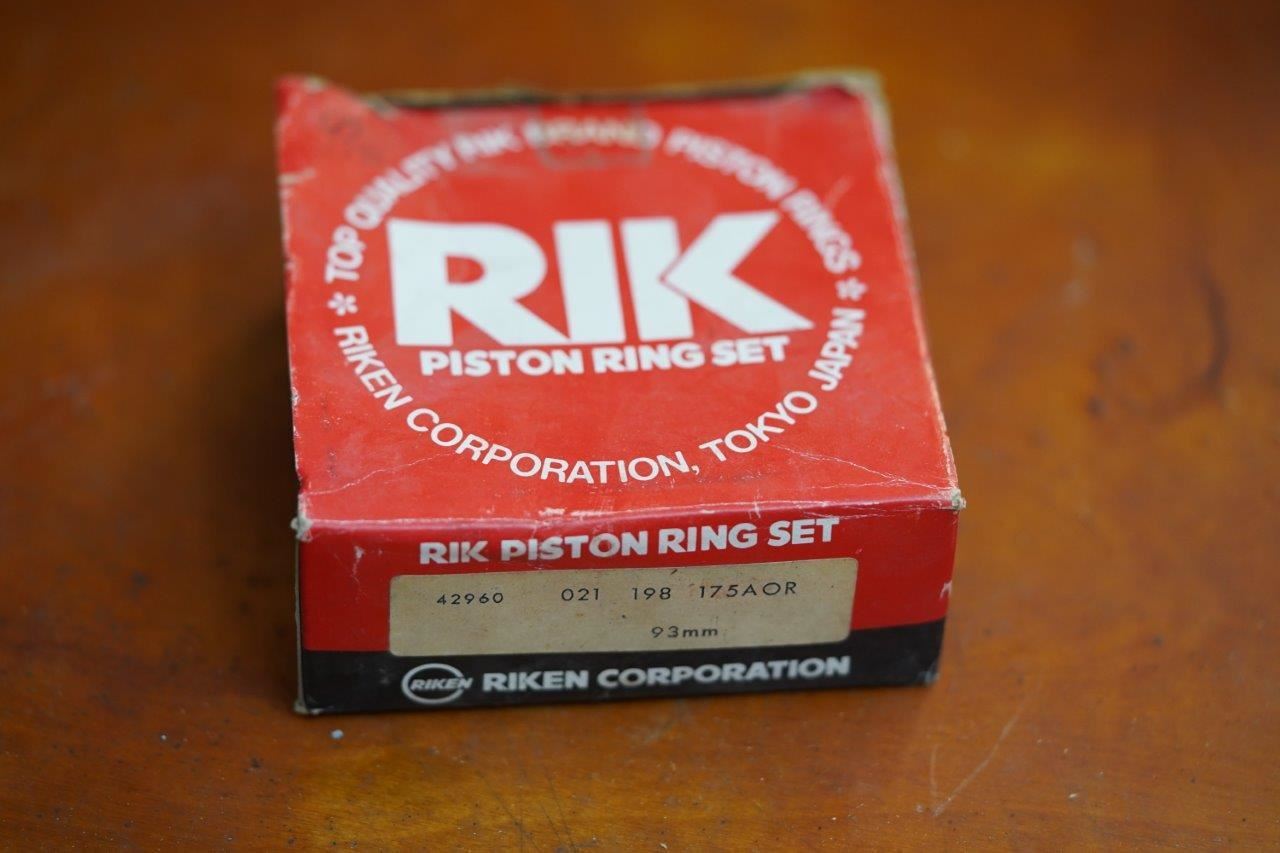 TOP QUALITY RIK BRAND PISTON RINGS
RIK
PISTON RING SET
* RIKEN CORPORATION, TOKYO JAPAN *
RIK PISTON RING SET
42960 021 198 175AOR
93mm
RIKEN RIKEN CORPORATION